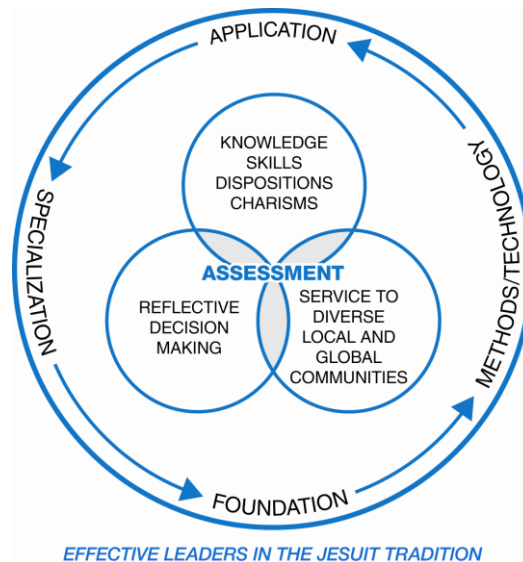 APPLICATION
KNOWLEDGE
SKILLS
DISPOSITIONS
CHARISMS
SPECIALIZATION
METHODS/TECHNOLOGY
ASSESSMENT
REFLECTIVE
DECISION
MAKING
SERVICE TO
DIVERSE
LOCAL AND
GLOBAL
COMMUNITIES
FOUNDATION
EFFECTIVE LEADERS IN THE JESUIT TRADITION